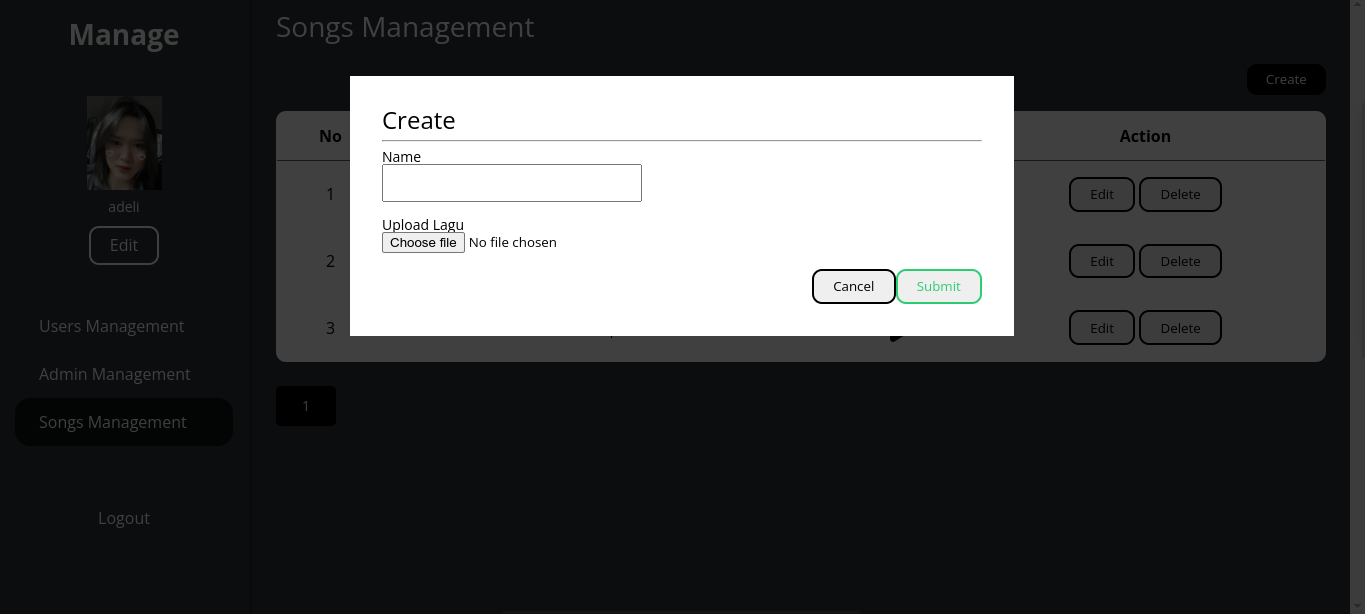 Manage
adeli
Edit
Users Management
Admin Management
Songs Management
Logout
Songs Management
Create
No
Action
1
Edit
Delete
2
Edit
Delete
3
Edit
Delete
1
Create
Name
Upload Lagu
Choose file No file chosen
Cancel
Submit